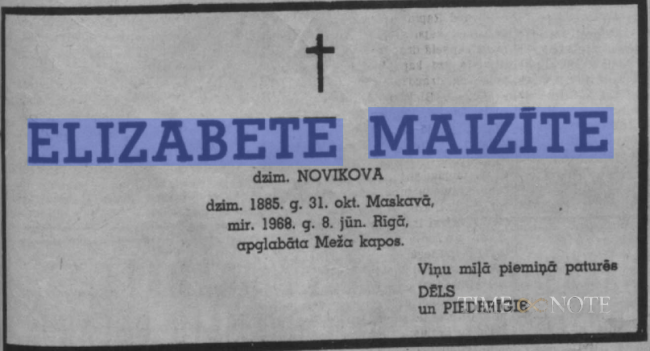 ELIZABETE MAIZĪTE
dzim. NOVIKOVA
dzim. 1885. g. 31. okt. Maskavā,
mir. 1968. g. 8. jūn. Rīgā,
apglabāta Meža kapos.
Viņu mīļā piemiņā paturēs
DĒLS
un PIEDERĪGIE
TIMENOTE